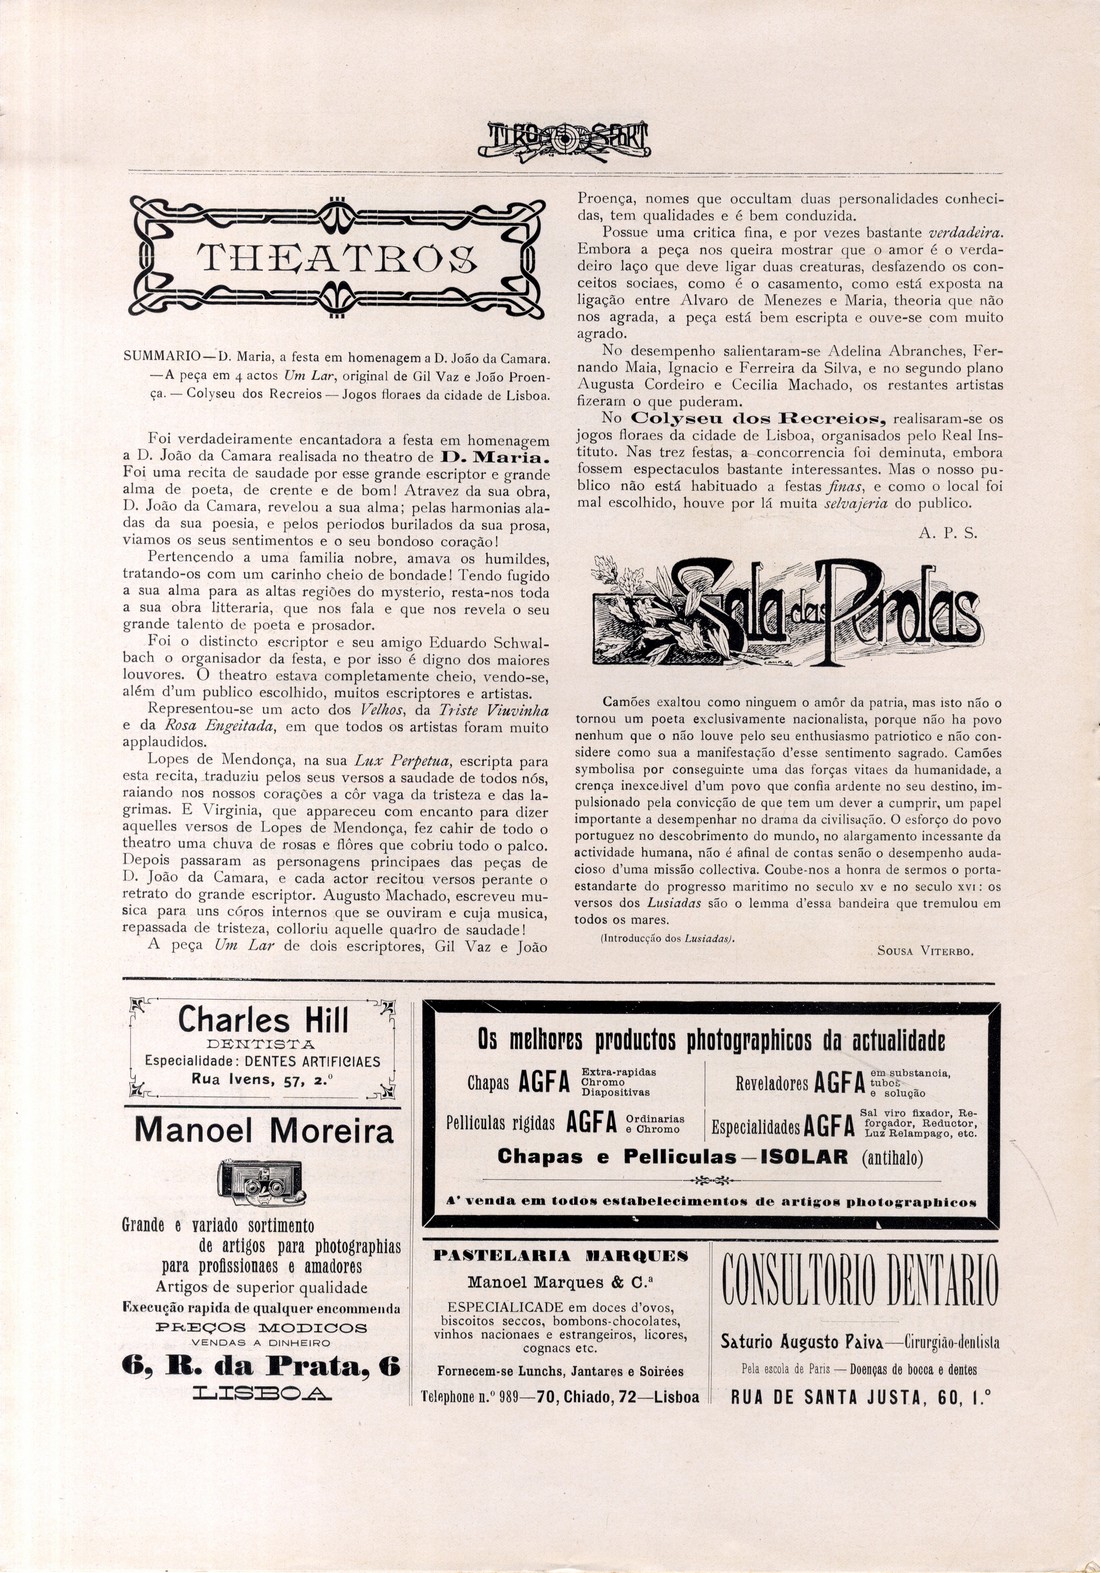 TIRO SPORT
THEATROS
SUMMARIO—D. Maria, a festa em homenagem a D. João da Camara.
—A peça em 4 actos Um Lar, original de Gil Vaz e João Proen-
ça. — Colyseu dos Recreios — Jogos floraes da cidade de Lisboa.
Foi verdadeiramente encantadora a festa em homenagem
a D. João da Camara realisada no theatro de D. Maria.
Foi uma recita de saudade por esse grande escriptor e grande
alma de poeta, de crente e de bom! Atravez da sua obra,
D. João da Camara, revelou a sua alma; pelas harmonias ala-
das da sua poesia, e pelos periodos burilados da sua prosa,
viamos os seus sentimentos e o seu bondoso coração!
Pertençendo a uma familia nobre, amava os humildes,
tratando-os com um carinho cheio de bondade! Tendo fugido
a sua alma para as altas regiões do mysterio, resta-nos toda
a sua obra litteraria, que nos fala e que nos revela o seu
grande talento de poeta e prosador.
Foi o distincto escriptor e seu amigo Eduardo Schwal-
bach o organisador da festa, e por isso é digno dos maiores
louvores. O theatro estava completamente cheio, vendo-se,
além d'um publico escolhido, muitos escriptores e artistas.
Representou-se um acto dos Velhos, da Triste Viuvinha
e da Rosa Engeitada, em que todos os artistas foram muito
applaudidos.
Lopes de Mendonça, na sua Lux Perpetua, escripta para
esta recita, traduziu pelos seus versos a saudade de todos nós,
raiando nos nossos corações a côr vaga da tristeza e das la-
grimas. E Virginia, que appareceu com encanto para dizer
aquelles versos de Lopes de Mendonça, fez cahir de todo o
theatro uma chuva de rosas e flôres que cobriu todo o palco.
Depois passaram as personagens principaes das peças de
D. João da Camara, e cada actor recitou versos perante o
retrato do grande escriptor. Augusto Machado, escreveu mu-
sica para uns córos internos que se ouviram e cuja musica,
repassada de tristeza, colloriu aquelle quadro de saudade!
A peça Um Lar de dois escriptores, Gil Vaz e João
Proença, nomes que occultam duas personalidades conheci-
das, tem qualidades e é bem conduzida.
Possue uma critica fina, e por vezes bastante verdadeira.
Embora a peça nos queira mostrar que o amor é o verda-
deiro laço que deve ligar duas creaturas, desfazendo os con-
ceitos sociaes, como é o casamento, como está exposta na
ligação entre Alvaro de Menezes e Maria, theoria que não
nos agrada, a peça está bem escripta e ouve-se com muito
agrado.
No desempenho salientaram-se Adelina Abranches, Fer-
nando Maia, Ignacio e Ferreira da Silva, e no segundo plano
Augusta Cordeiro e Cecilia Machado, os restantes artistas
fizeram o que puderam.
No Colyseu dos Recreios, realisaram-se os
jogos floraes da cidade de Lisboa, organisados pelo Real Ins-
tituto. Nas trez festas, a concorrencia foi deminuta, embora
fossem espectaculos bastante interessantes. Mas o nosso pu-
blico não está habituado a festas finas, e como o local foi
mal escolhido, houve por lá muita selvajeria do publico.
A. P. S.
Sala das Perolas
Camões exaltou como ninguem o amôr da patria, mas isto não o
tornou um poeta exclusivamente nacionalista, porque não ha povo
nenhum que o não louve pelo seu enthusiasmo patriotico e não con-
sidere como sua a manifestação d'esse sentimento sagrado. Camões
symbolisa por conseguinte uma das forças vitaes da humanidade, a
crença inexcedivel d'um povo que confia ardente no seu destino, im-
pulsionado pela convicção de que tem um dever a cumprir, um papel
importante a desempenhar no drama da civilisação. O esforço do povo
portuguez no descobrimento do mundo, no alargamento incessante da
actividade humana, não é afinal de contas senão o desempenho auda-
cioso d'uma missão collectiva. Coube-nos a honra de sermos o porta-
estandarte do progresso maritimo no seculo XV e no seculo XVI: os
versos dos Lusiadas são o lemma d'essa bandeira que tremulou em
todos os mares.
(Introducção dos Lusiadas).
SOUSA VITERBO.
Charles Hill
DENTISTA
Especialidade: DENTES ARTIFICIAES
Rua Ivens, 57, 2.º
Manoel Moreira
Grande e variado sortimento
de artigos para photographias
para profissionaes e amadores
Artigos de superior qualidade
Execução rapida de qualquer encommenda
PREÇOS MODICOS
VENDAS A DINHEIRO
6, R. da Prata, 6
LISBOA
Os melhores productos photographicos da actualidade
Chapas AGFA Extra-rapidas
Chromo
Diapositivas
Reveladores AGFA em substancia,
tubos
e solução
Pelliculas rigidas AGFA Ordinarias
e Chromo
Especialidades AGFA Sal viro fixador, Re-
forçador, Reductor,
Luz Relampago, etc.
Chapas e Pelliculas—ISOLAR (antihalo)
A' venda em todos estabelecimentos de artigos photographicos
PASTELARIA MARQUES
Manoel Marques & C.ª
ESPECIALICADE em doces d'ovos,
biscoitos seccos, bombons-chocolates,
vinhos nacionaes e estrangeiros, licores,
cognacs etc.
Fornecem-se Lunchs, Jantares e Soirées
Telephone n.º 989—70, Chiado, 72—Lisboa
CONSULTORIO DENTARIO
Saturio Augusto Paiva—Cirurgião-dentista
Pela escola de Pariz — Doenças de bocca e dentes
RUA DE SANTA JUSTA, 60, 1.º